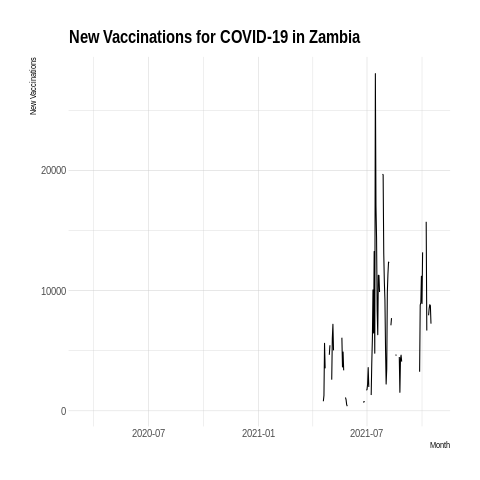 New Vaccinations for COVID-19 in Zambia
New Vaccinations
20000
10000
0
2020-07
2021-01
2021-07
Month